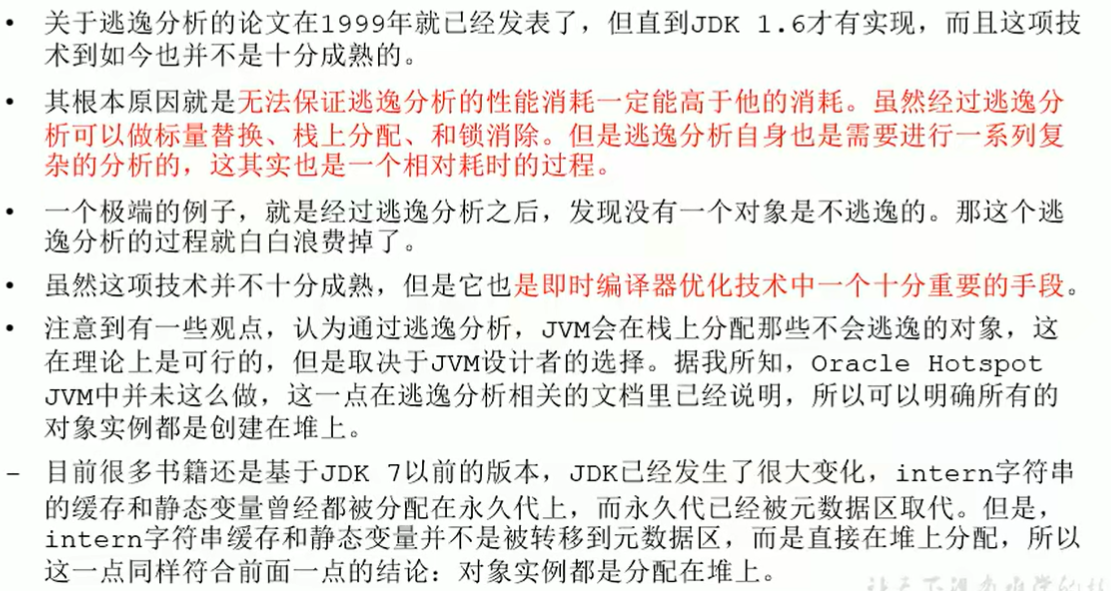 • 关于逃逸分析的论文在1999年就已经发表了，但直到JDK 1.6才有实现，而且这项技
术到如今也并不是十分成熟的。
• 其根本原因就是无法保证逃逸分析的性能消耗一定能高于他的消耗。虽然经过逃逸分
析可以做标量替换、栈上分配、和锁消除。但是逃逸分析自身也是需要进行一系列复
杂的分析的，这其实也是一个相对耗时的过程。
• 一个极端的例子，就是经过逃逸分析之后，发现没有一个对象是不逃逸的。那这个逃
逸分析的过程就白白浪费掉了。
• 虽然这项技术并不十分成熟，但是它也是即时编译器优化技术中一个十分重要的手段。
• 注意到有一些观点，认为通过逃逸分析，JVM会在栈上分配那些不会逃逸的对象，这
在理论上是可行的，但是取决于JVM设计者的选择。据我所知，Oracle Hotspot
JVM中并未这么做，这一点在逃逸分析相关的文档里已经说明，所以可以明确所有的
对象实例都是创建在堆上。
– 目前很多书籍还是基于JDK 7以前的版本，JDK已经发生了很大变化，intern字符串
的缓存和静态变量曾经都被分配在永久代上，而永久代已经被元数据区取代。但是，
intern字符串缓存和静态变量并不是被转移到元数据区，而是直接在堆上分配，所以
这一点同样符合前面一点的结论：对象实例都是分配在堆上。